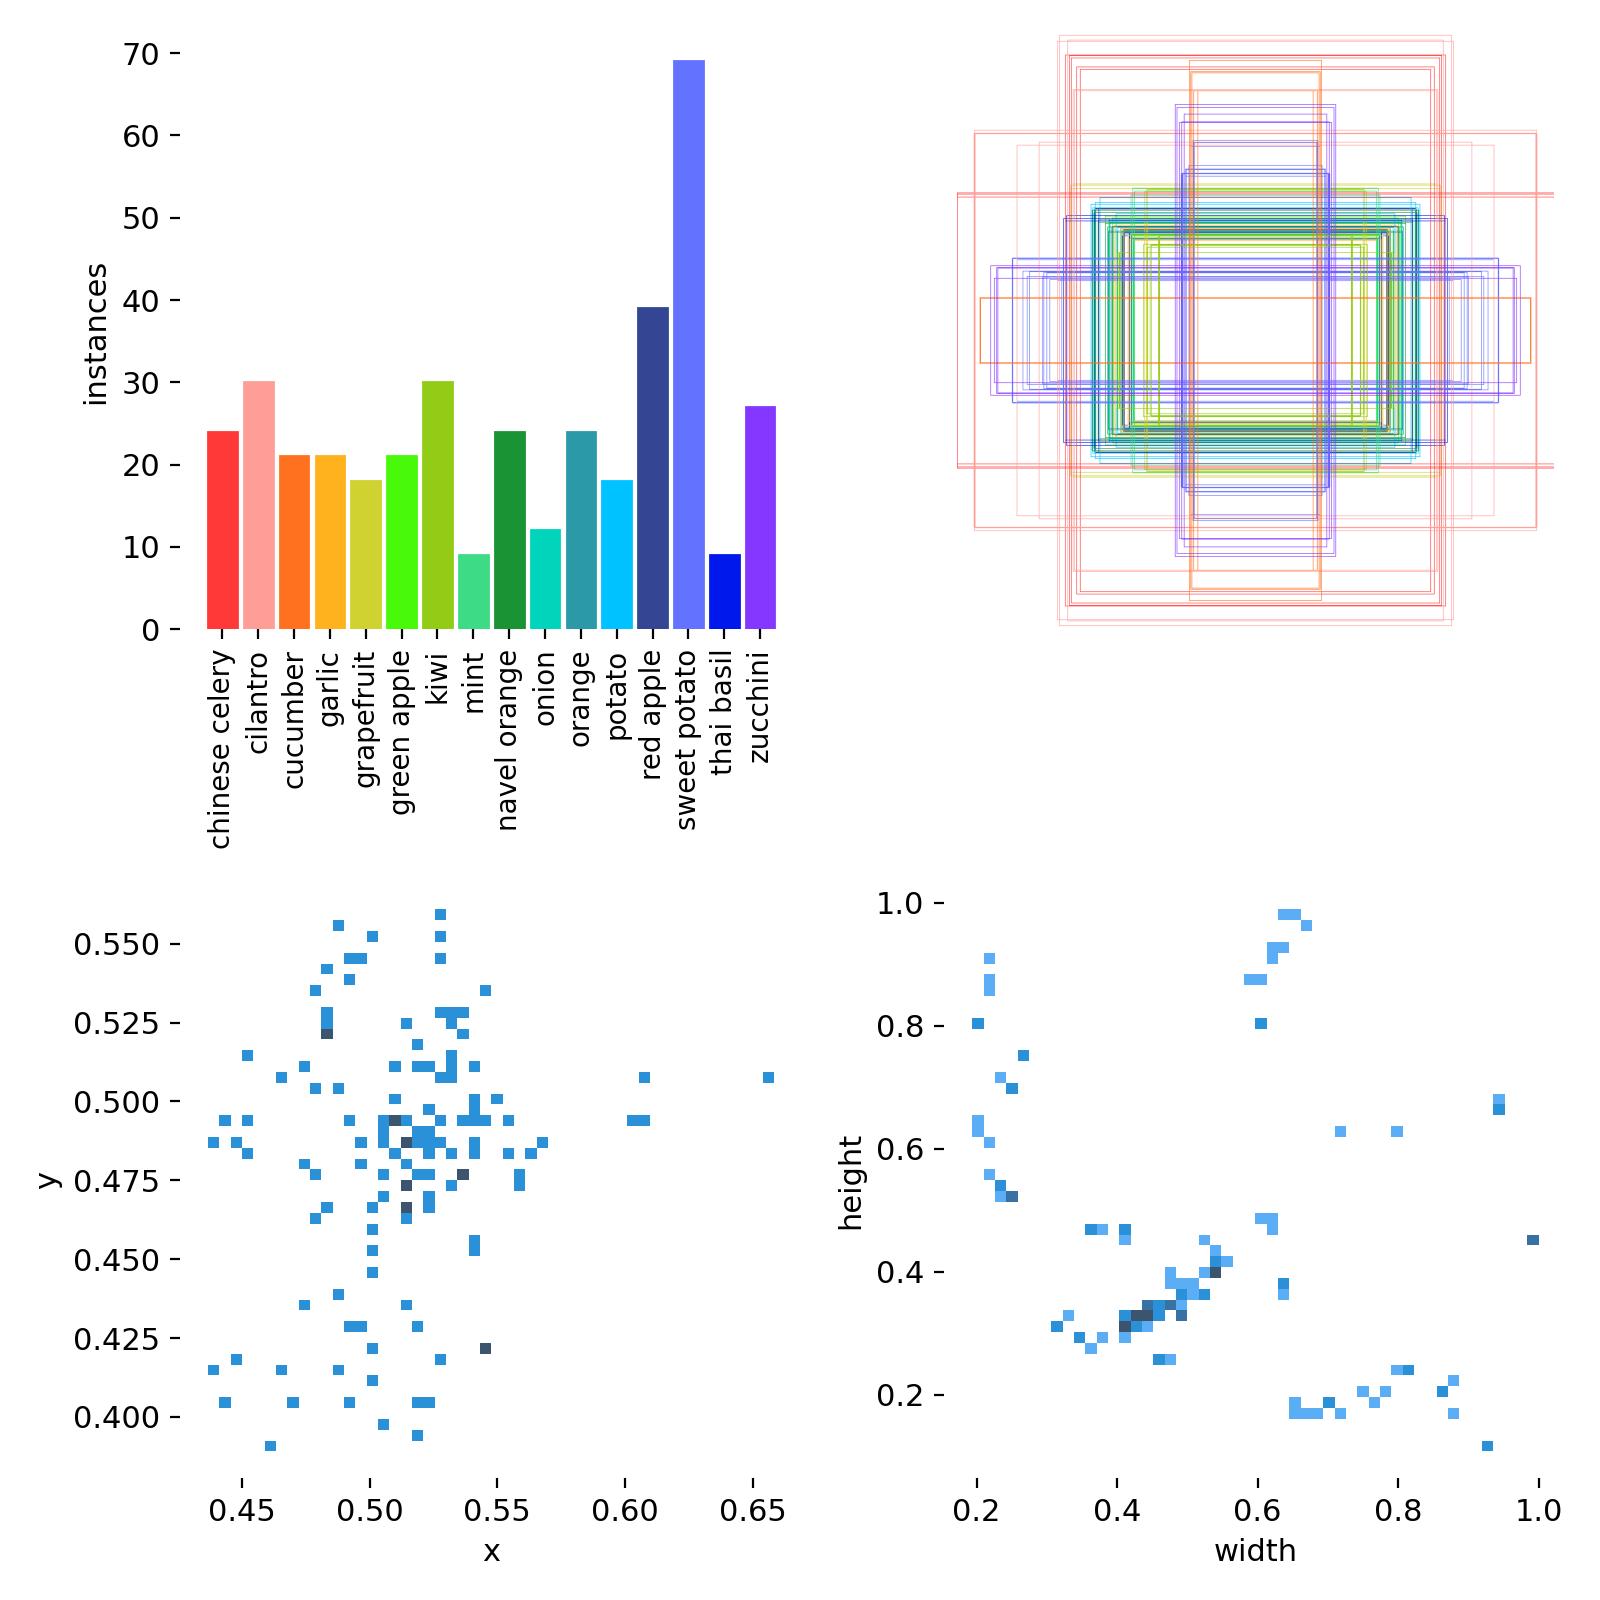 70
60
50
40
30
20
10
0
instances
chinese celery
cilantro
cucumber
garlic
grapefruit
green apple
kiwi
mint
navel orange
onion
orange
potato
red apple
sweet potato
thai basil
zucchini
0.550
0.525
0.500
0.475
0.450
0.425
0.400
y
0.45 0.50 0.55 0.60 0.65
x
1.0
0.8
0.6
0.4
0.2
height
0.2 0.4 0.6 0.8 1.0
width